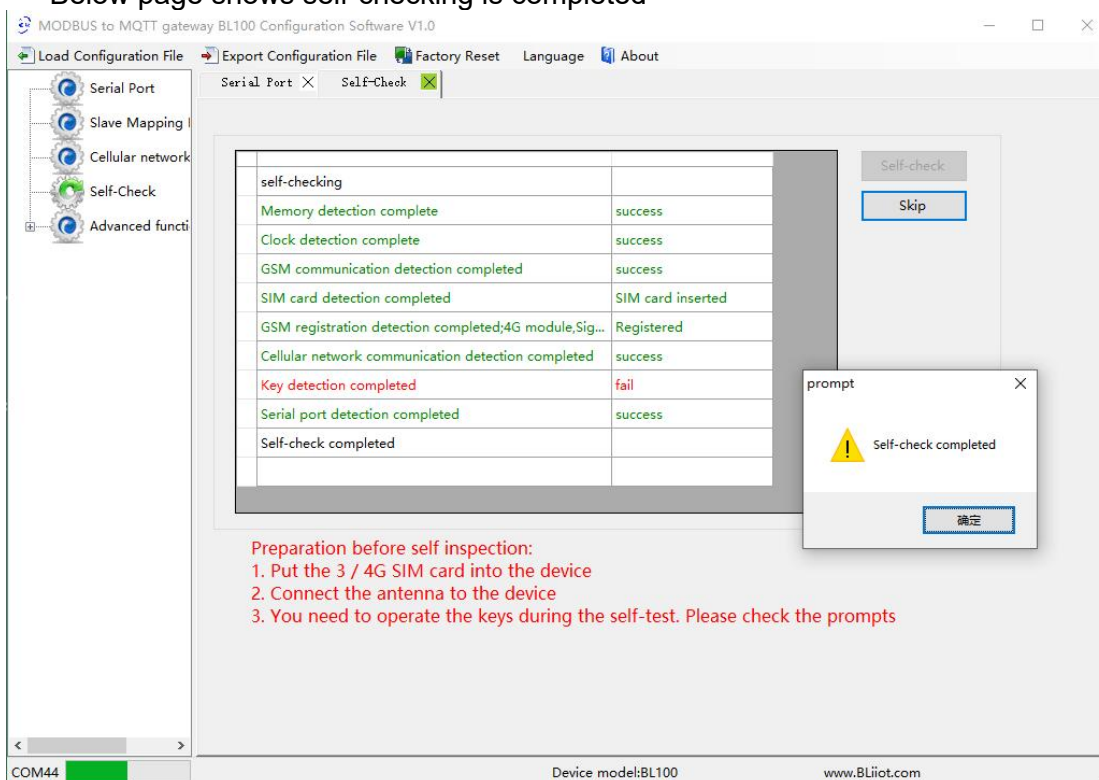 Below page shows self-checking is completed
MODBUS to MQTT gateway BL100 Configuration Software V1.0
Load Configuration File Export Configuration File Factory Reset Language About
Serial Port X Self-Check X
Serial Port
Slave Mapping
Cellular network
Self-Check
Advanced functi
self-checking
Memory detection complete success
Clock detection complete success
GSM communication detection completed success
SIM card detection completed SIM card inserted
GSM registration detection completed;4G module,Sig... Registered
Cellular network communication detection completed success
Key detection completed fail
Serial port detection completed success
Self-check completed
Self-check
Skip
prompt
Self-check completed
确定
Preparation before self inspection:
1. Put the 3 / 4G SIM card into the device
2. Connect the antenna to the device
3. You need to operate the keys during the self-test. Please check the prompts
COM44 Device model:BL100 www.BLiiot.com